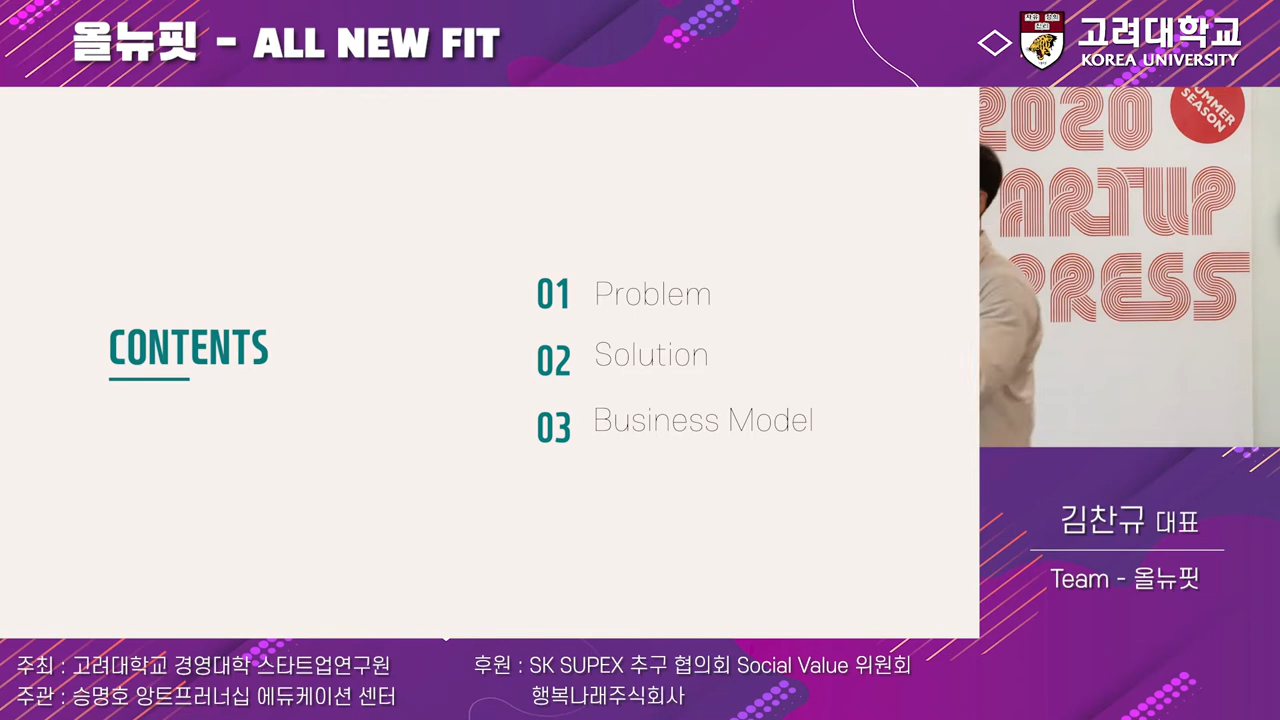 올뉴핏 - ALL NEW FIT
고려대학교
KOREA UNIVERSITY
2020
SUMMER
SEASON
ARTUP
PRESS
CONTENTS
01 Problem
02 Solution
03 Business Model
김찬규 대표
Team - 올뉴핏
주최 : 고려대학교 경영대학 스타트업연구원
후원 : SK SUPEX 추구 협의회 Social Value 위원회
주관 : 승명호 앙트프러너십 에듀케이션 센터
행복나래주식회사